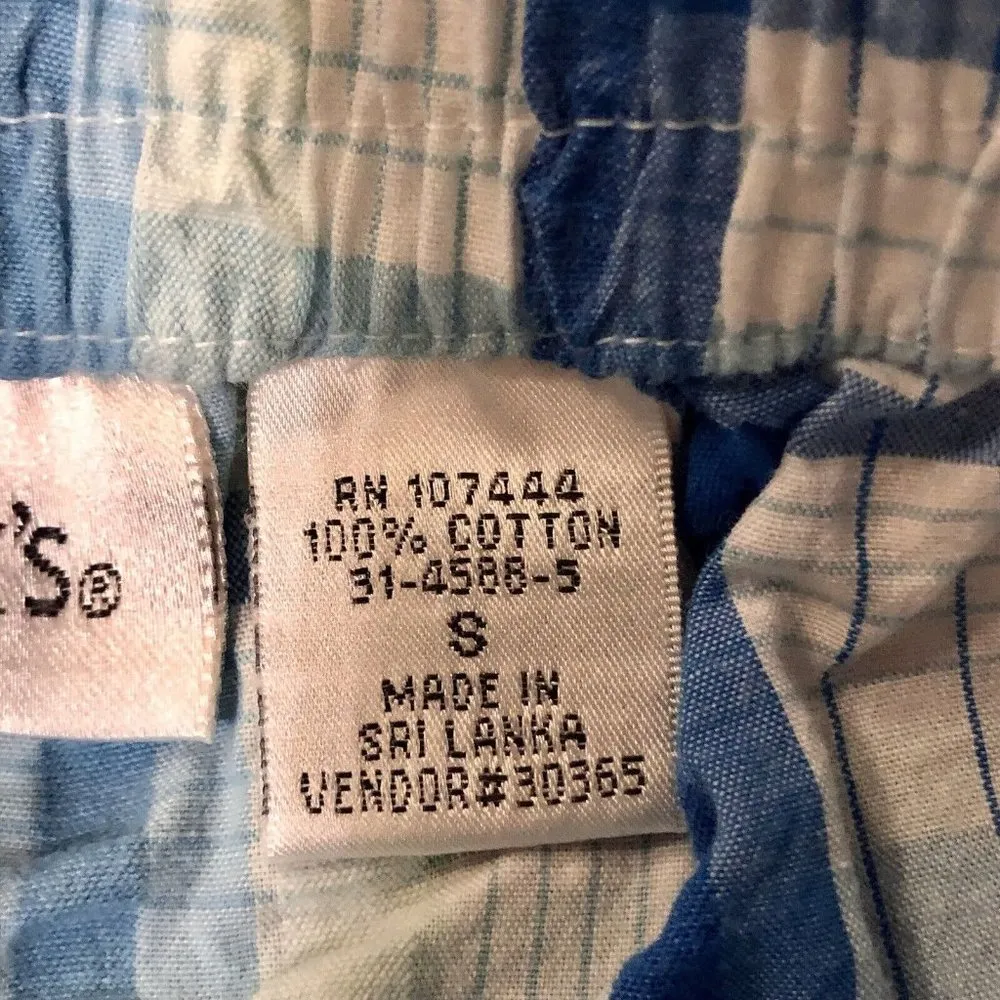 's®
RN 107444
100% COTTON
31-4588-5
S
MADE IN
SRI LANKA
VENDOR#30365